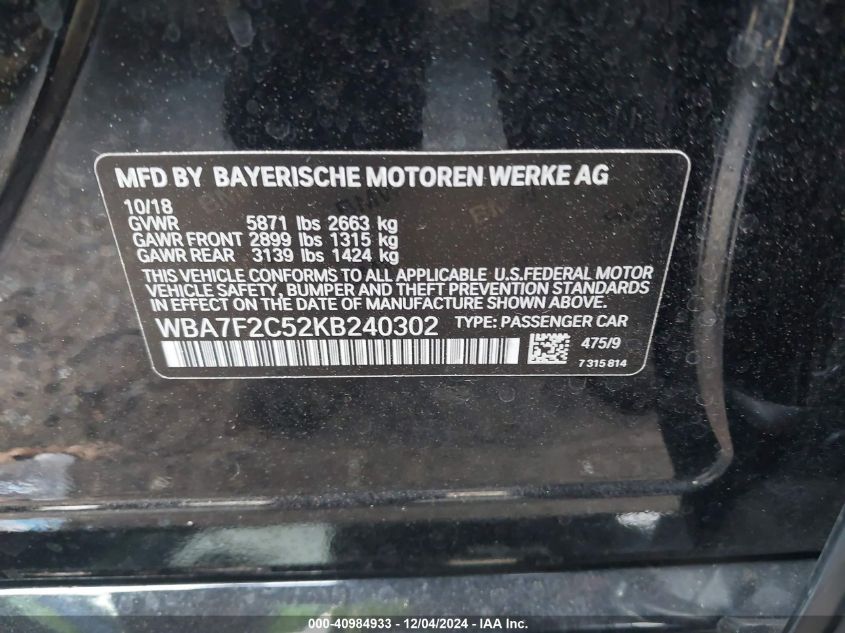 MFD BY BAYERISCHE MOTOREN WERKE AG
10/18
GVWR 5871 lbs 2663 kg
GAWR FRONT 2899 lbs 1315 kg
GAWR REAR 3139 lbs 1424 kg
THIS VEHICLE CONFORMS TO ALL APPLICABLE U.S.FEDERAL MOTOR
VEHICLE SAFETY, BUMPER AND THEFT PREVENTION STANDARDS
IN EFFECT ON THE DATE OF MANUFACTURE SHOWN ABOVE.
WBA7F2C52KB240302 TYPE: PASSENGER CAR
475/9
7 315 814
000-40984933 - 12/04/2024 - IAA Inc.